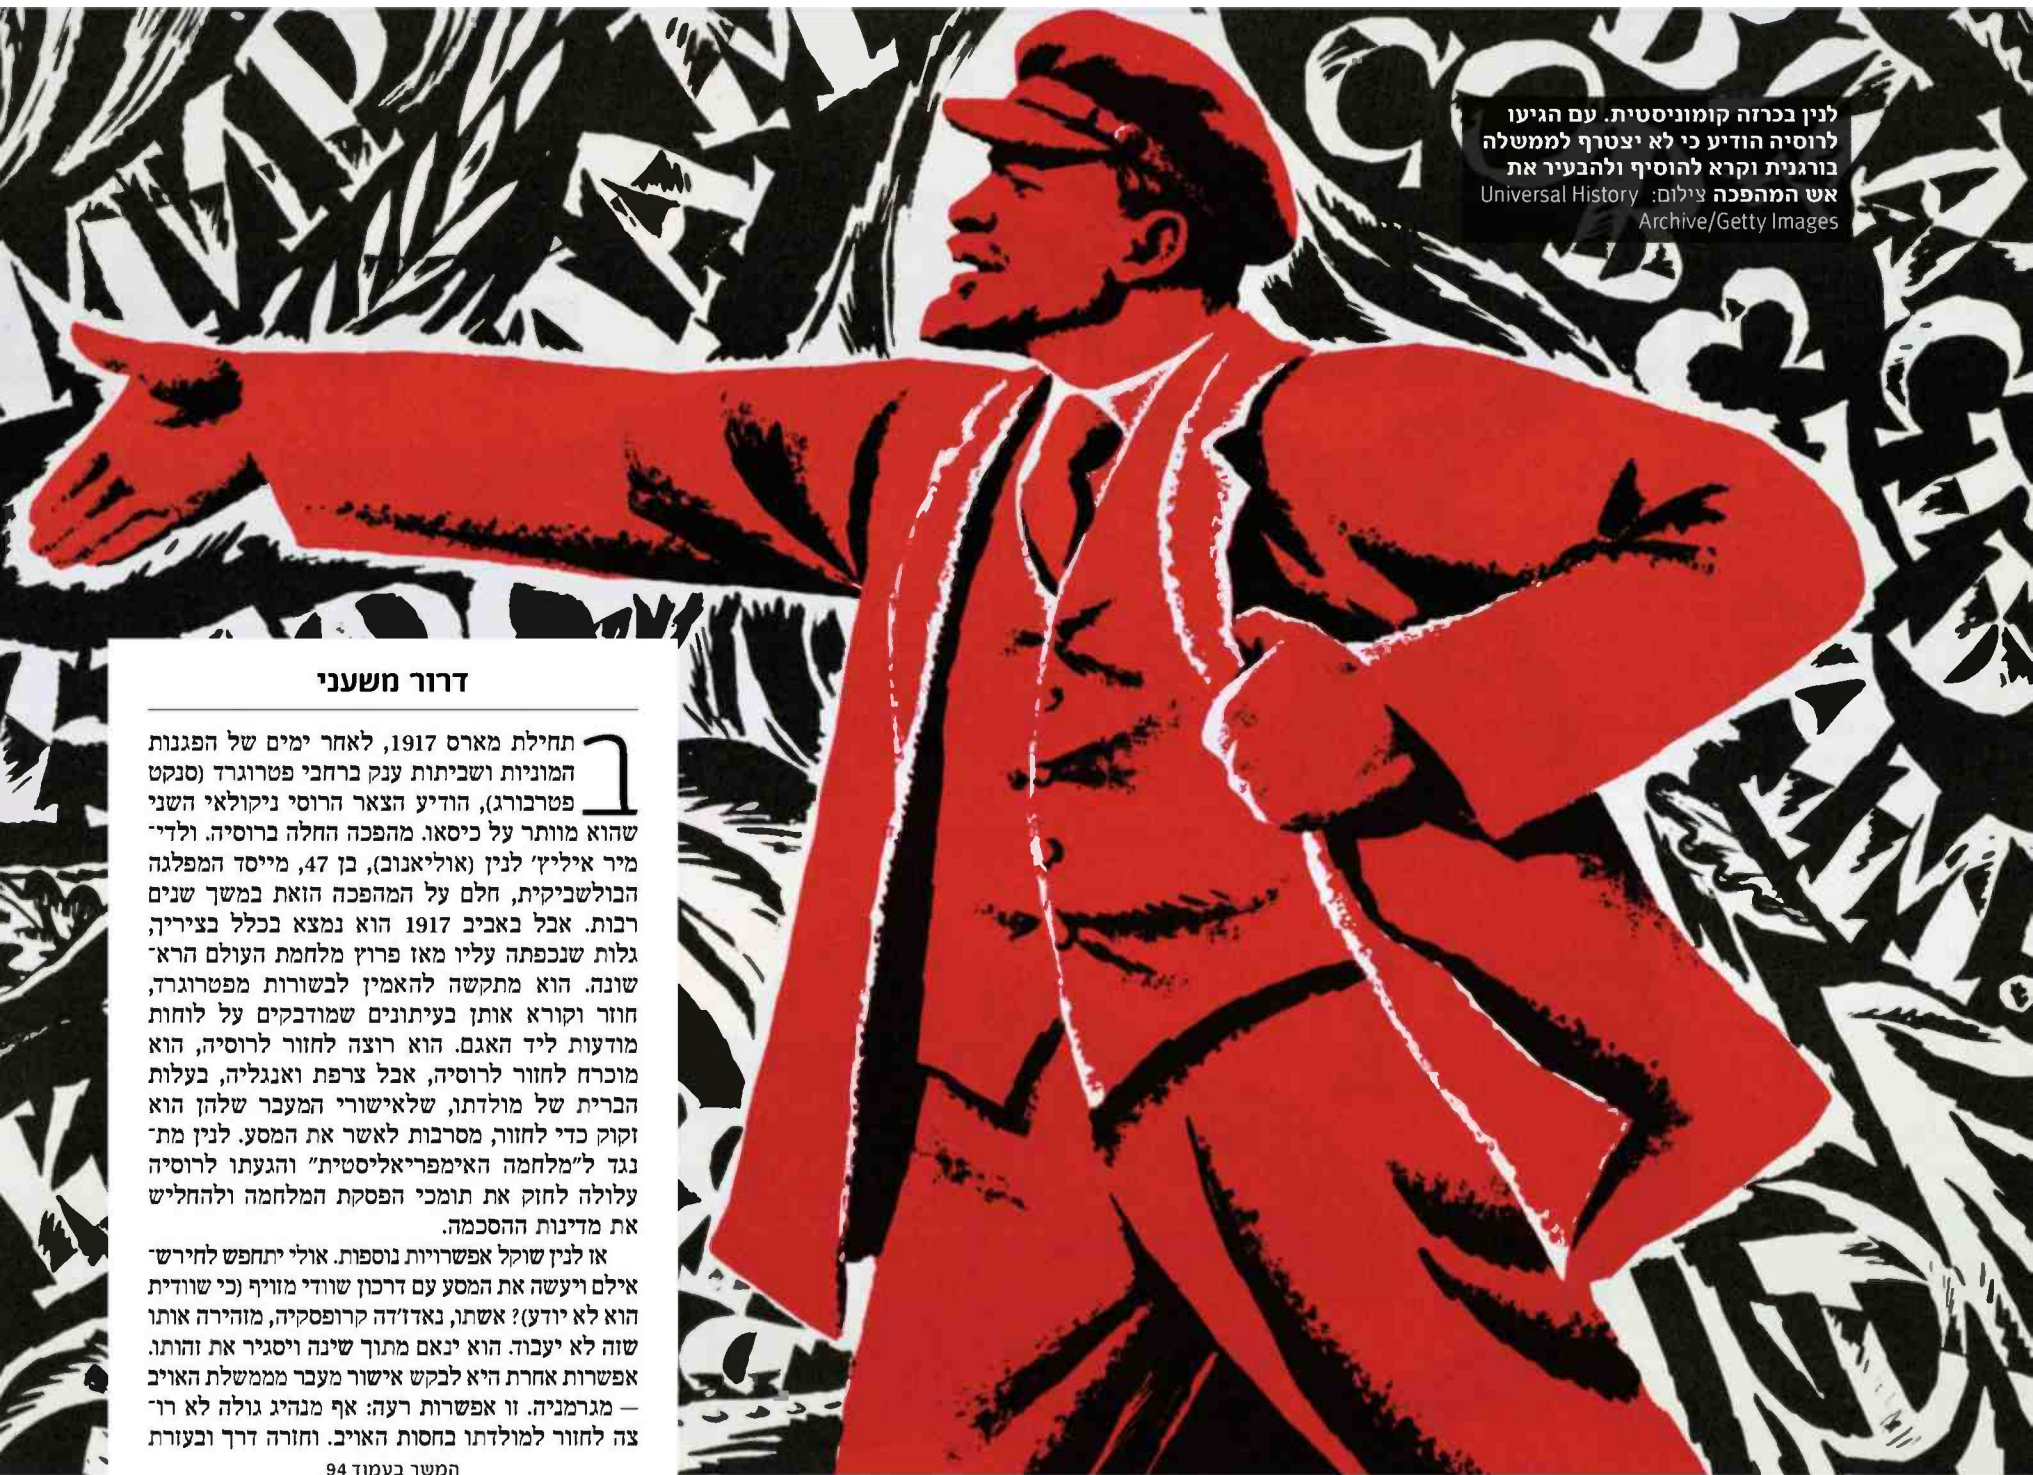 לנין בכרזה קומוניסטית. עם הגיעו
לרוסיה הודיע כי לא יצטרף לממשלה
בורגנית וקרא להוסיף ולהבעיר את
אש המהפכה צילום: Universal History
Archive/Getty Images
דרור משעני
בתחילת מארס 1917, לאחר ימים של הפגנות
המוניות ושביתות ענק ברחבי פטרוגרד (סנקט
פטרבורג), הודיע הצאר הרוסי ניקולאי השני
שהוא מוותר על כיסאו. מהפכה החלה ברוסיה. ולדי־
מיר איליץ' לנין (אוליאנוב), בן 47, מייסד המפלגה
הבולשביקית, חלם על המהפכה הזאת במשך שנים
רבות. אבל באביב 1917 הוא נמצא בכלל בציריך,
גלות שנכפתה עליו מאז פרוץ מלחמת העולם הרא־
שונה. הוא מתקשה להאמין לבשורות מפטרוגרד,
חוזר וקורא אותן בעיתונים שמודבקים על לוחות
מודעות ליד האגם. הוא רוצה לחזור לרוסיה, הוא
מוכרח לחזור לרוסיה, אבל צרפת ואנגליה, בעלות
הברית של מולדתו, שלאישורי המעבר שלהן הוא
זקוק כדי לחזור, מסרבות לאשר את המסע. לנין מת־
נגד ל"מלחמה האימפריאליסטית" והגעתו לרוסיה
עלולה לחזק את תומכי הפסקת המלחמה ולהחליש
את מדינות ההסכמה.
אז לנין שוקל אפשרויות נוספות. אולי יתחפש לחירש־
אילם ויעשה את המסע עם דרכון שוודי מזויף (כי שוודית
הוא לא יודע)? אשתו, נאדז'דה קרופסקיה, מזהירה אותו
שזה לא יעבוד. הוא ינאם מתוך שינה ויסגיר את זהותו.
אפשרות אחרת היא לבקש אישור מעבר מממשלת האויב
— מגרמניה. זו אפשרות רעה: אף מנהיג גולה לא רו־
צה לחזור למולדתו בחסות האויב. וחזרה דרך ובעזרת
המשך בעמוד 94